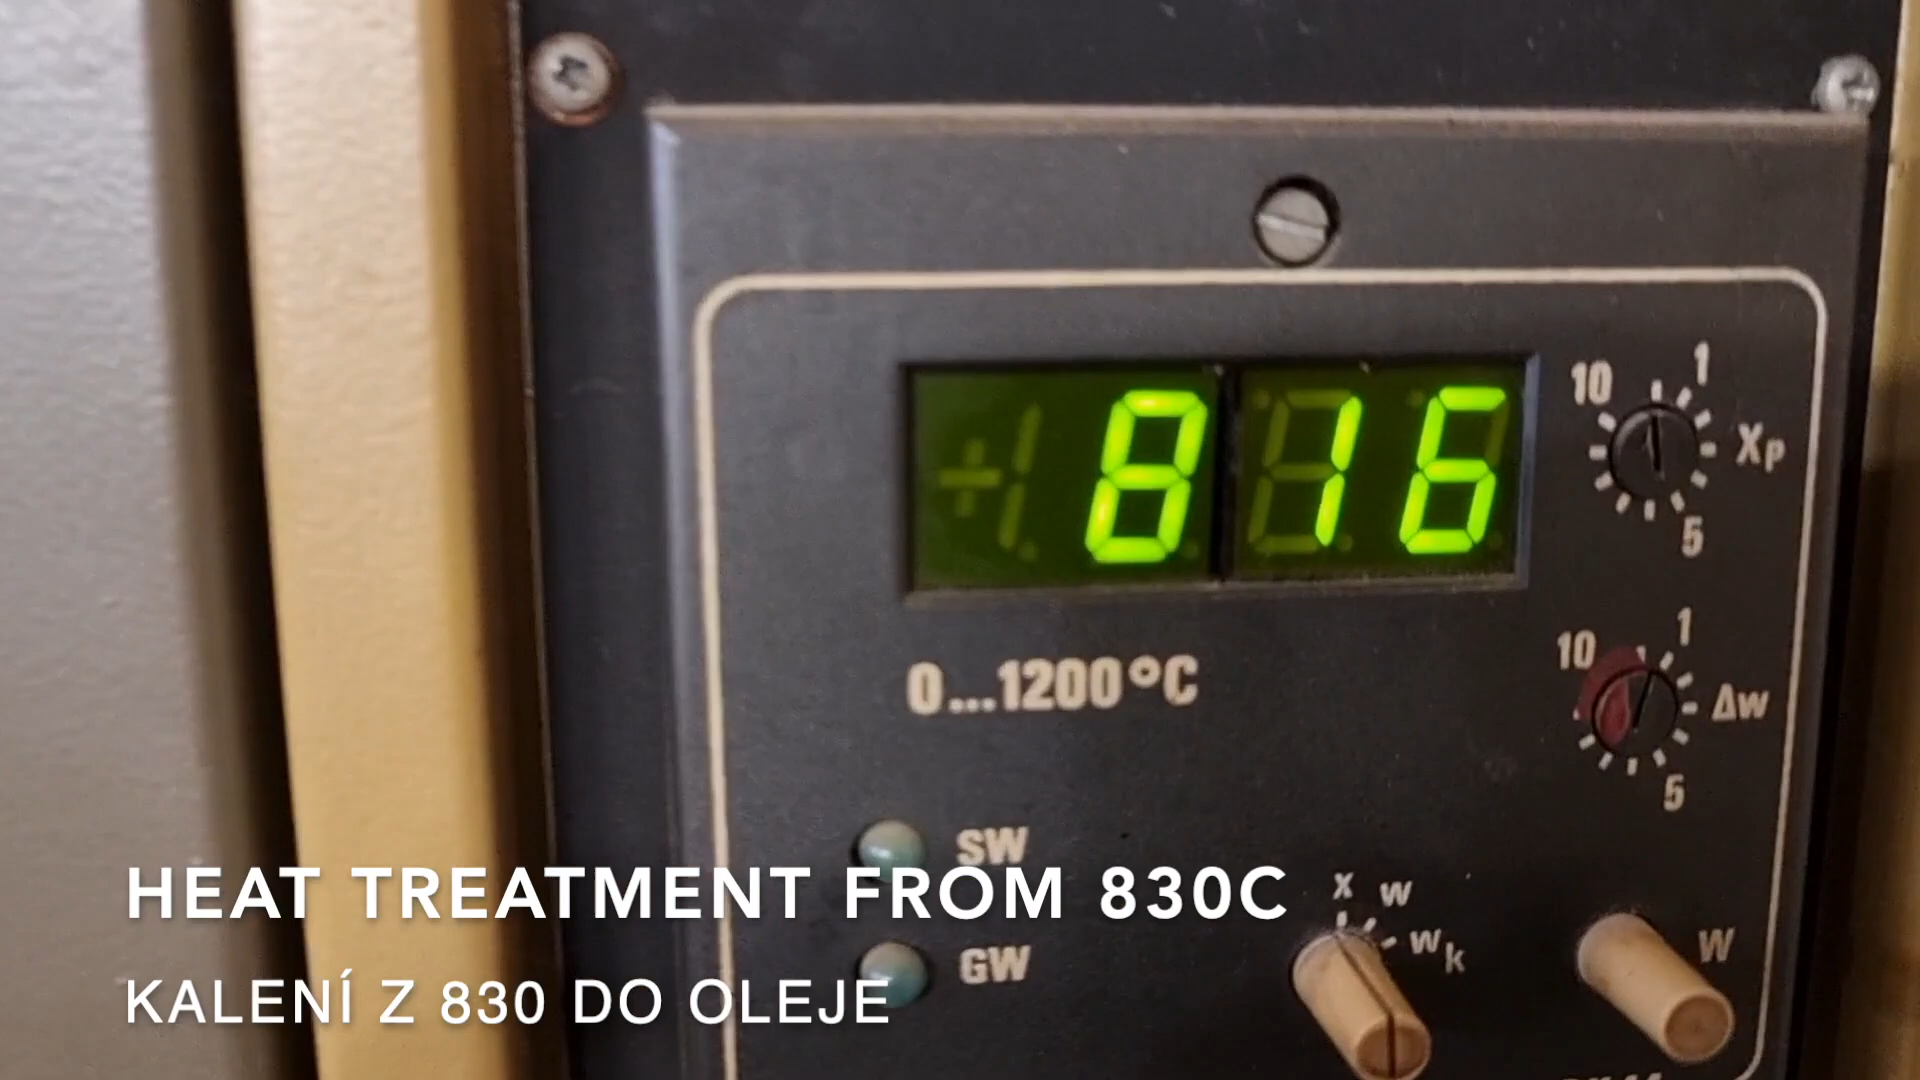 816
10
1
Xp
5
0...1200°C
10
1
Δw
5
SW
HEAT TREATMENT FROM 830C
x w
wk
W
GW
KALENÍ Z 830 DO OLEJE